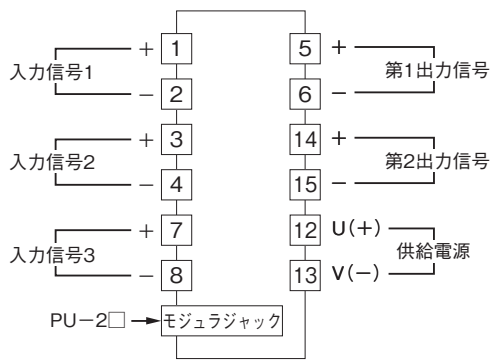 + 1
入力信号1
− 2
+ 3
入力信号2
− 4
+ 7
入力信号3
− 8
5 +
第1出力信号
6 −
14 +
第2出力信号
15 −
12 U(+)
供給電源
13 V(−)
PU−2□ モジュラジャック